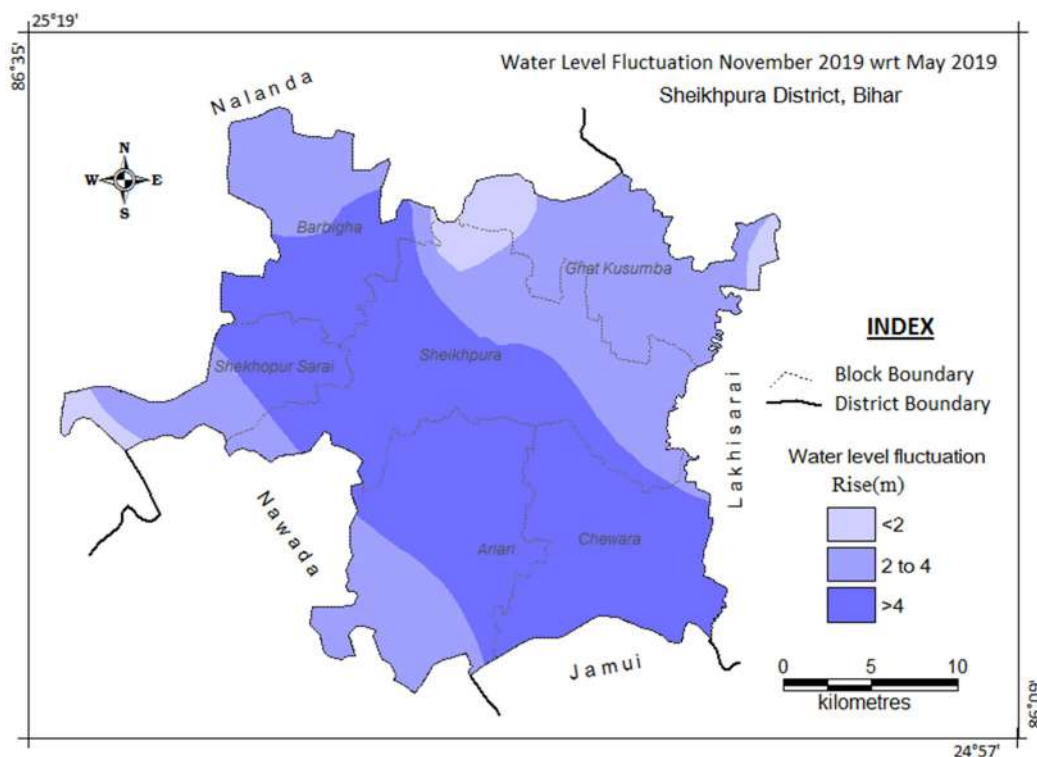 25°19'
86°35'
Water Level Fluctuation November 2019 wrt May 2019
Sheikhpura District, Bihar
Nalanda
N
W E
S
Barbigha
Ghat Kusumba
INDEX
Sheikhpura
Shekhopur Sarai
Block Boundary
District Boundary
Lakhisarai
Water level fluctuation
Rise(m)
<2
2 to 4
>4
Nawada
Ariari
Chewara
Jamui
0 5 10
kilometres
86°09'
24°57'